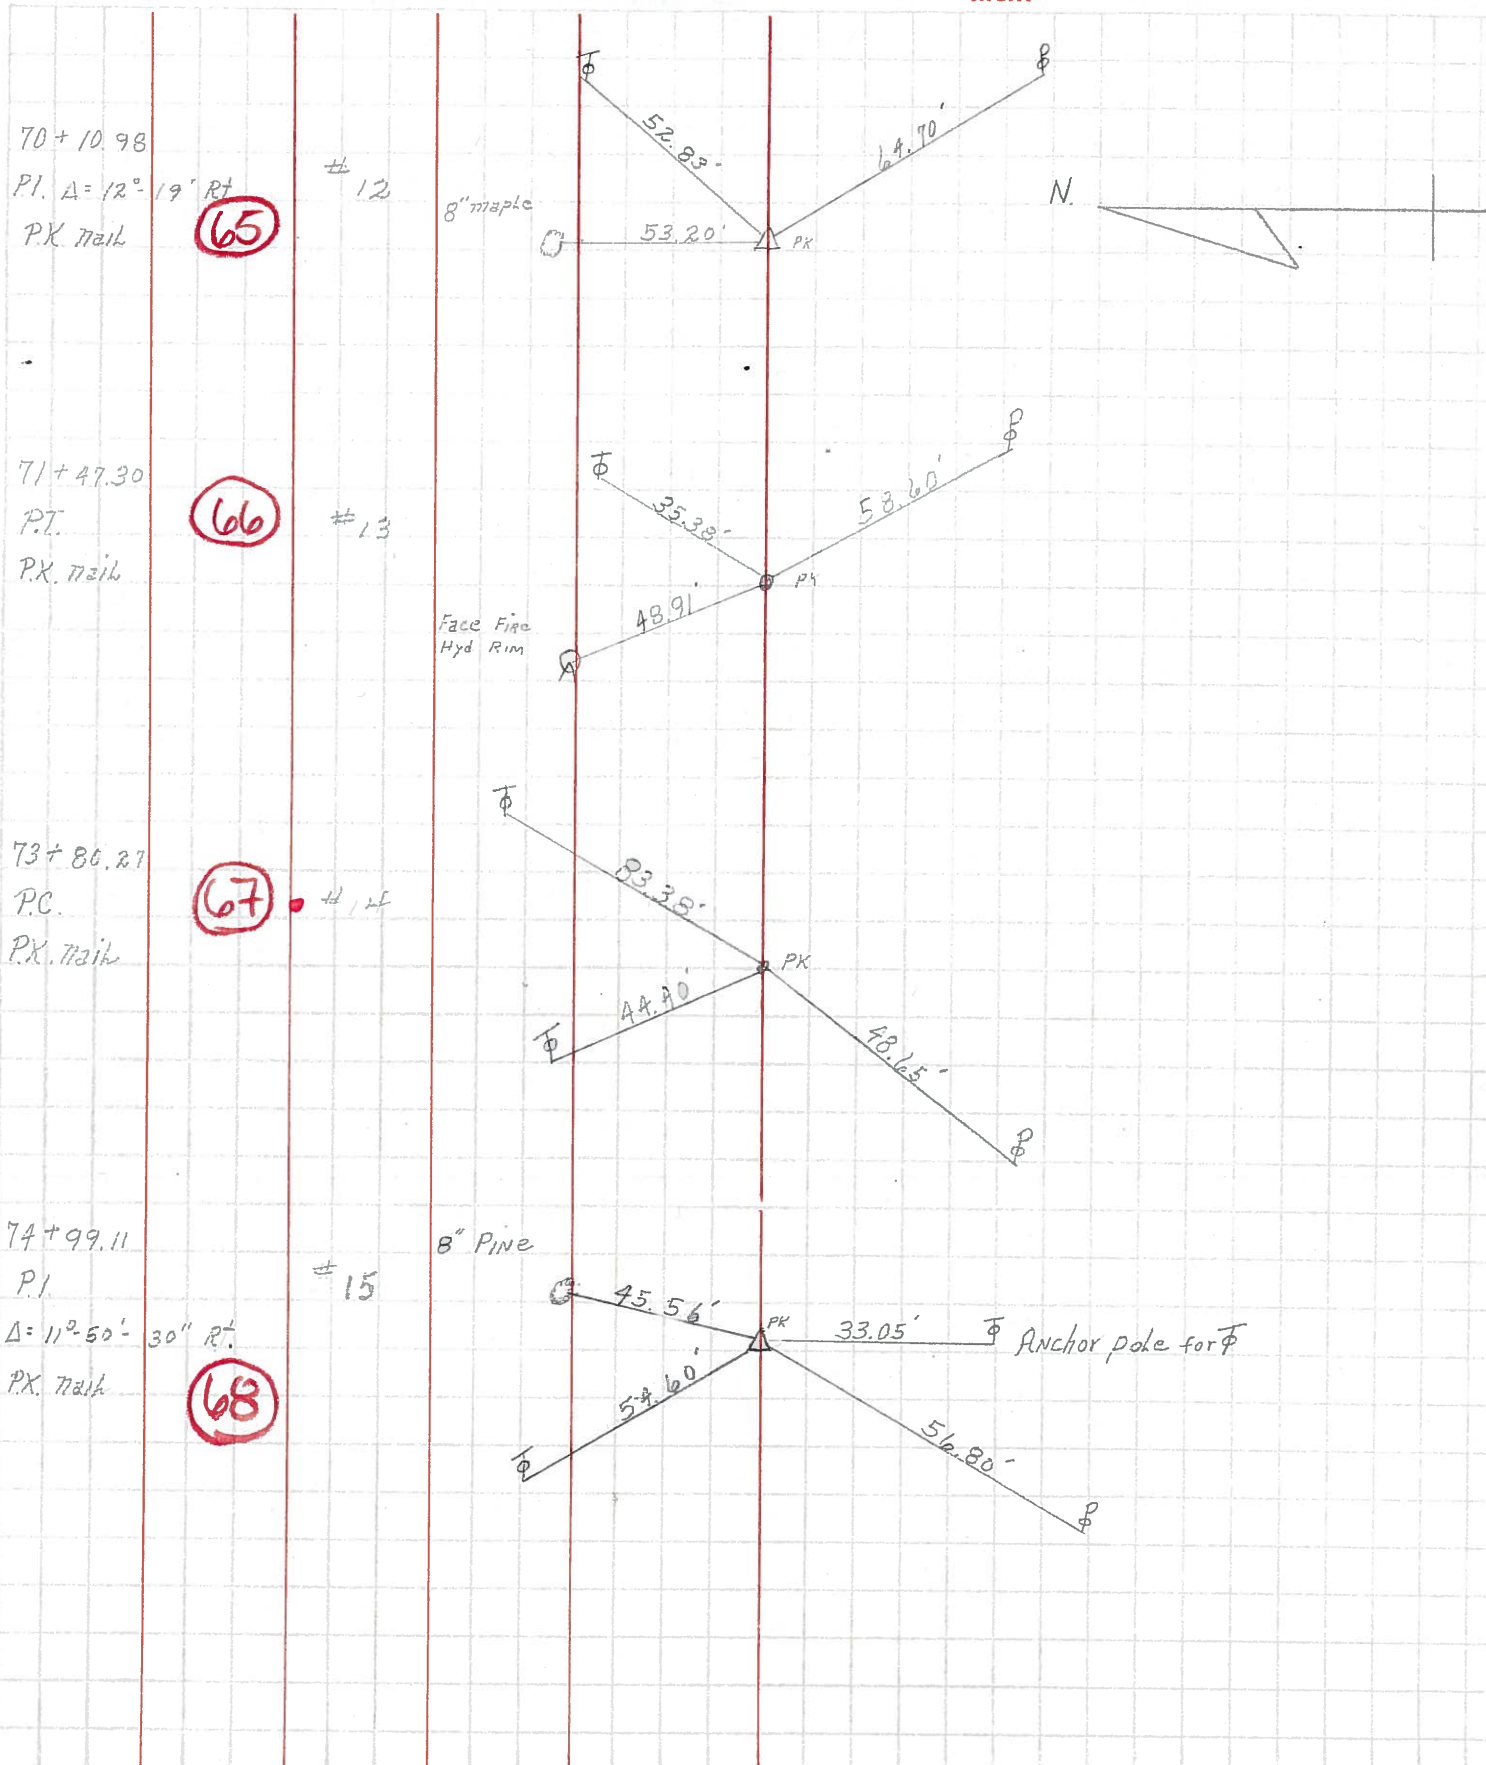 70 + 10.98
P.I. Δ= 12°- 19' Rt
P.K. nail
65
# 12
8" maple
52.83'
64.70'
53.20'
PK
N.
71 + 47.30
P.T.
P.K. nail
66
#13
35.38'
58.60'
48.91'
PK
Face Fire
Hyd Rim
73 + 80.27
P.C.
P.K. nail
67
#14
83.38'
44.40'
PK
48.65'
74 + 99.11
P.I.
Δ= 11°-50'- 30" Rt.
P.K. nail
68
# 15
8" Pine
45.56'
PK
33.05'
Anchor pole for
54.60'
56.80'